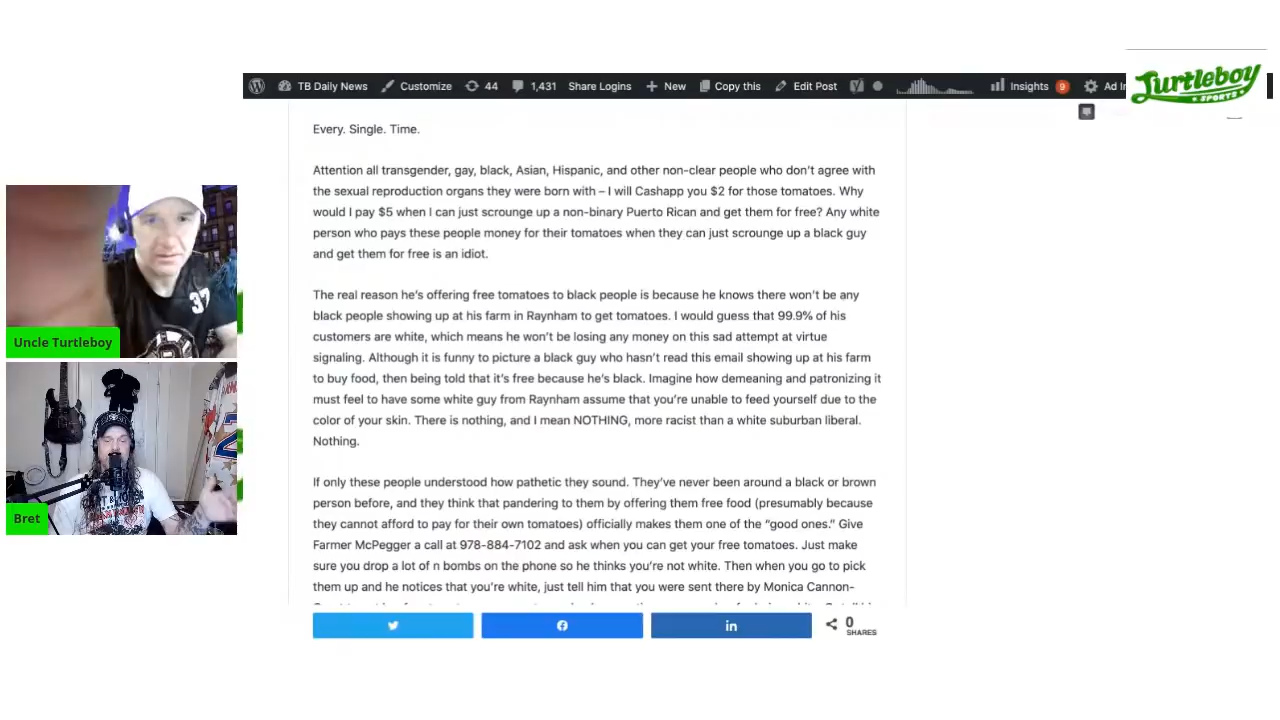 TB Daily News Customize 44 1,431 Share Logins New Copy this Edit Post Insights 9
Turtleboy
SPORTS
Every. Single. Time.
Attention all transgender, gay, black, Asian, Hispanic, and other non-clear people who don't agree with
the sexual reproduction organs they were born with – I will Cashapp you $2 for those tomatoes. Why
would I pay $5 when I can just scrounge up a non-binary Puerto Rican and get them for free? Any white
person who pays these people money for their tomatoes when they can just scrounge up a black guy
and get them for free is an idiot.
The real reason he's offering free tomatoes to black people is because he knows there won't be any
black people showing up at his farm in Raynham to get tomatoes. I would guess that 99.9% of his
customers are white, which means he won't be losing any money on this sad attempt at virtue
signaling. Although it is funny to picture a black guy who hasn't read this email showing up at his farm
to buy food, then being told that it's free because he's black. Imagine how demeaning and patronizing it
must feel to have some white guy from Raynham assume that you're unable to feed yourself due to the
color of your skin. There is nothing, and I mean NOTHING, more racist than a white suburban liberal.
Nothing.
If only these people understood how pathetic they sound. They've never been around a black or brown
person before, and they think that pandering to them by offering them free food (presumably because
they cannot afford to pay for their own tomatoes) officially makes them one of the "good ones." Give
Farmer McPegger a call at 978-884-7102 and ask when you can get your free tomatoes. Just make
sure you drop a lot of n bombs on the phone so he thinks you're not white. Then when you go to pick
them up and he notices that you're white, just tell him that you were sent there by Monica Cannon-
0
SHARES
37
Uncle Turtleboy
Bret